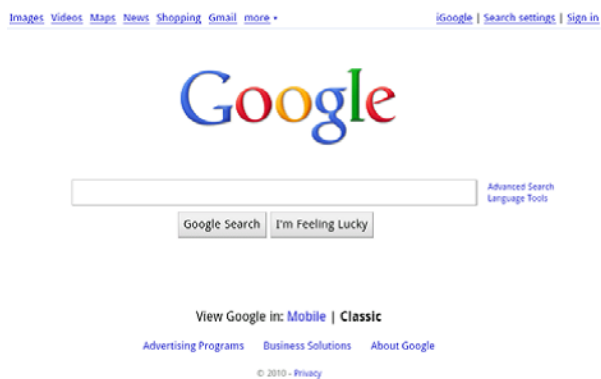 Images Videos Maps News Shopping Gmail more ▾ iGoogle | Search settings | Sign in
Google
Advanced Search
Language Tools
Google Search I'm Feeling Lucky
View Google in: Mobile | Classic
Advertising Programs Business Solutions About Google
© 2010 - Privacy